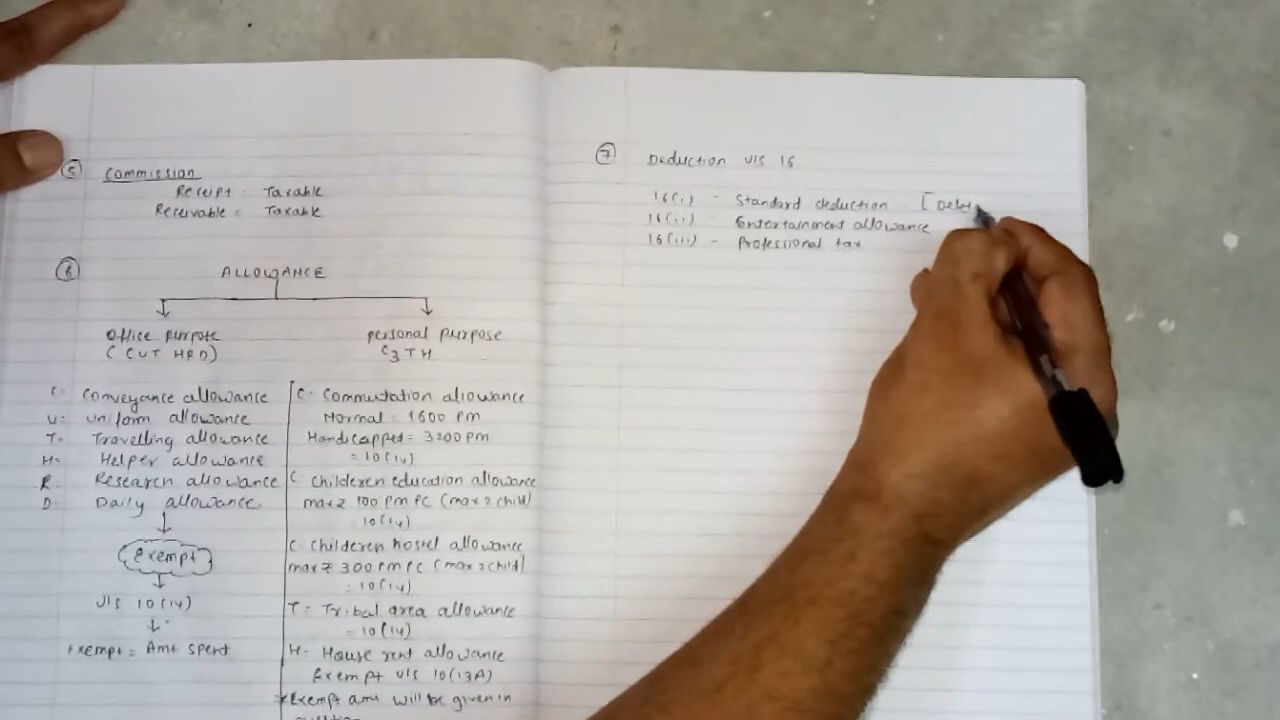 5 Commission
Receipt = Taxable
Receivable = Taxable
6 ALLOWANCE
Office purpose
(CUT HRD)
personal purpose
C3TH
C= Conveyance allowance
U= Uniform allowance
T= Travelling allowance
H= Helper allowance
R= Research allowance
D= Daily allowance
Exempt
U/S 10(14)
Exempt = Amt spent
C- Commutation allowance
Normal = 1600 PM
Handicapped = 3200 PM
= 10(14)
C- Childeren education allowance
max ₹ 100 PM PC (max 2 child)
10(14)
C- Childeren hostel allowance
max ₹ 300 PM PC (max 2 child)
= 10(14)
T= Tribal area allowance
= 10(14)
H- House rent allowance
Exempt U/S 10(13A)
*Exempt amt will be given in
7 Deduction U/S 16
16(i) - Standard deduction [Dele
16(ii) - Entertainment allowance
16(iii) - Professional tax